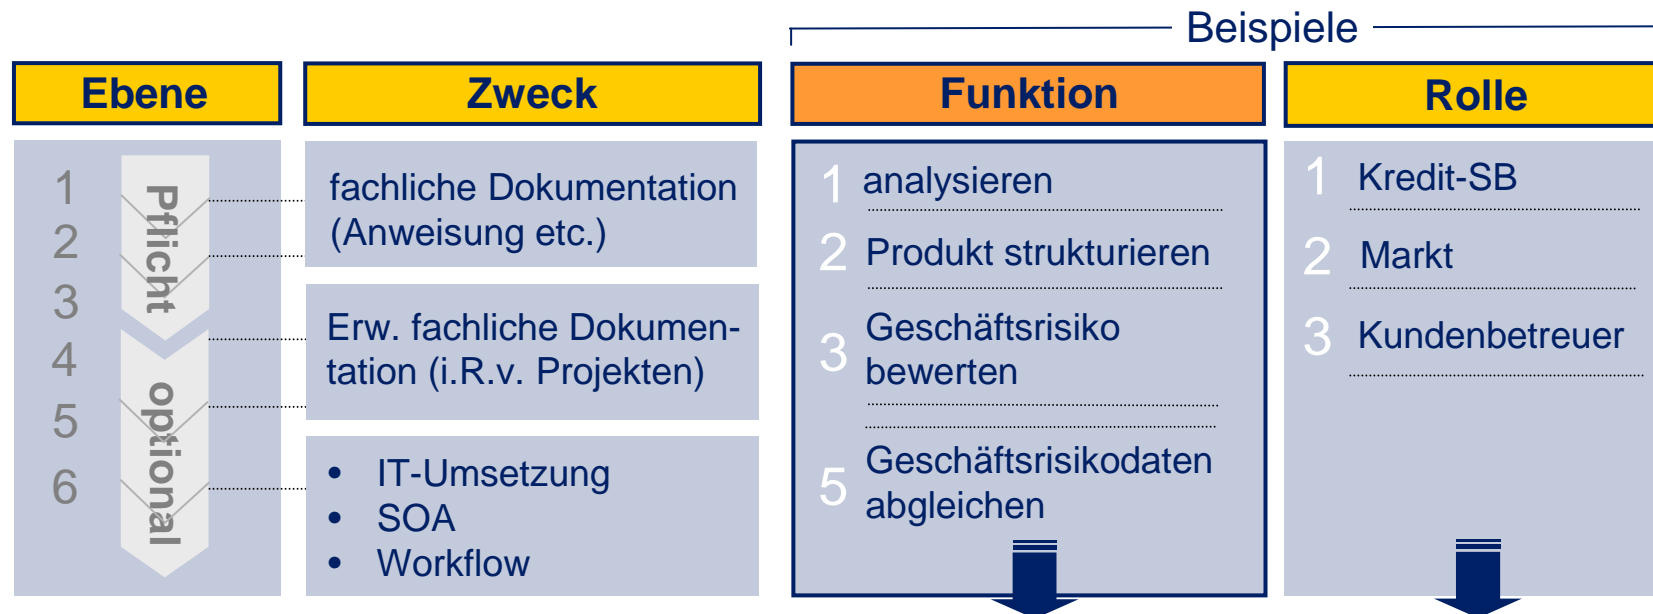 Beispiele
Ebene
Zweck
Funktion
Rolle
1
2
3
4
5
6
Pflicht
optional
fachliche Dokumentation
(Anweisung etc.)
Erw. fachliche Dokumen-
tation (i.R.v. Projekten)
• IT-Umsetzung
• SOA
• Workflow
1 analysieren
2 Produkt strukturieren
3 Geschäftsrisiko
bewerten
5 Geschäftsrisikodaten
abgleichen
1 Kredit-SB
2 Markt
3 Kundenbetreuer